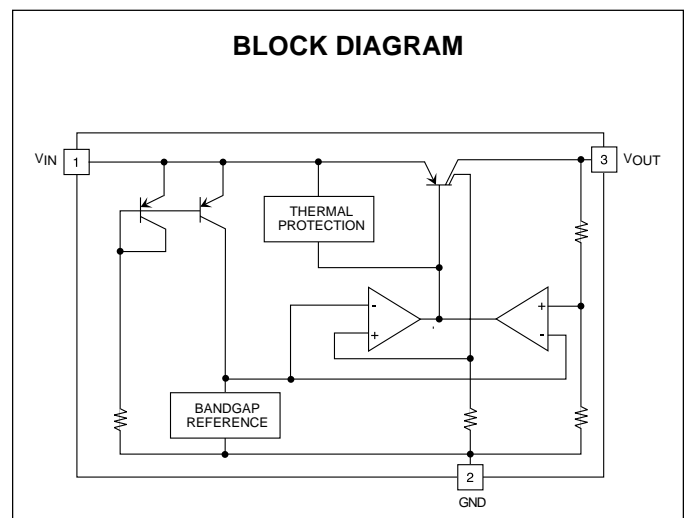 BLOCK DIAGRAM
VIN 1
3 VOUT
THERMAL
PROTECTION
-
+
+
-
BANDGAP
REFERENCE
2
GND